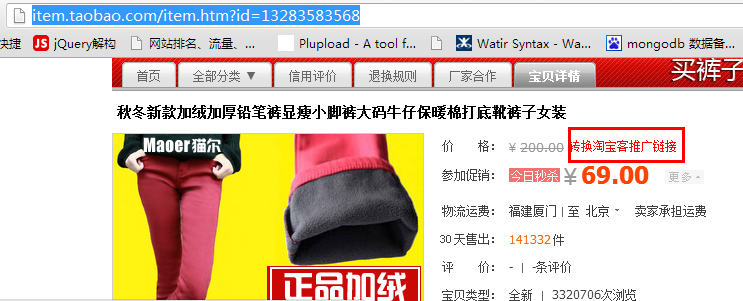 item.taobao.com/item.htm?id=13283583568
快捷 JS jQuery解构 网站排名、流量、... Plupload - A tool f... Watir Syntax - Wa... mongodb 数据备...
首页 全部分类 ▼ 信用评价 退换规则 厂家合作 宝贝详情 买裤子
秋冬新款加绒加厚铅笔裤显瘦小脚裤大码牛仔保暖棉打底靴裤子女装
Maoer猫尔
正品加绒
价 格: ¥ 200.00 转换淘宝客推广链接
参加促销: 今日秒杀 ¥69.00 更多
物流运费: 福建厦门 | 至 北京 卖家承担运费
30天售出: 141332件
评 价: - | -条评价
宝贝类型: 全新 | 3320706次浏览